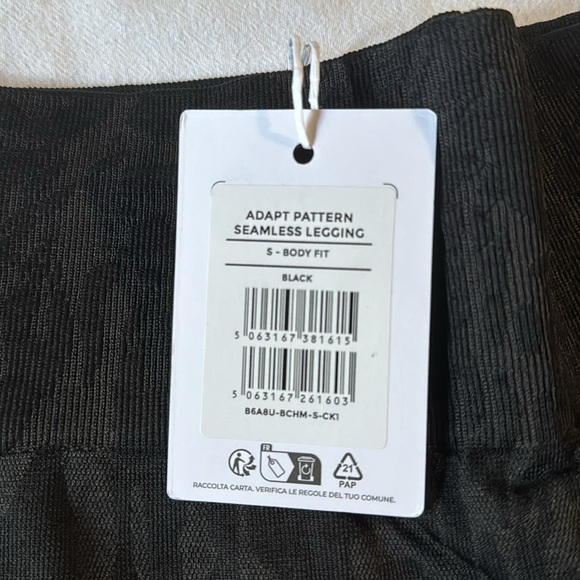 ADAPT PATTERN
SEAMLESS LEGGING
S - BODY FIT
BLACK
5 063167 381615
5 063167 261603
B6A8U-BCHM-S-CK1
FR
21
PAP
RACCOLTA CARTA. VERIFICA LE REGOLE DEL TUO COMUNE.